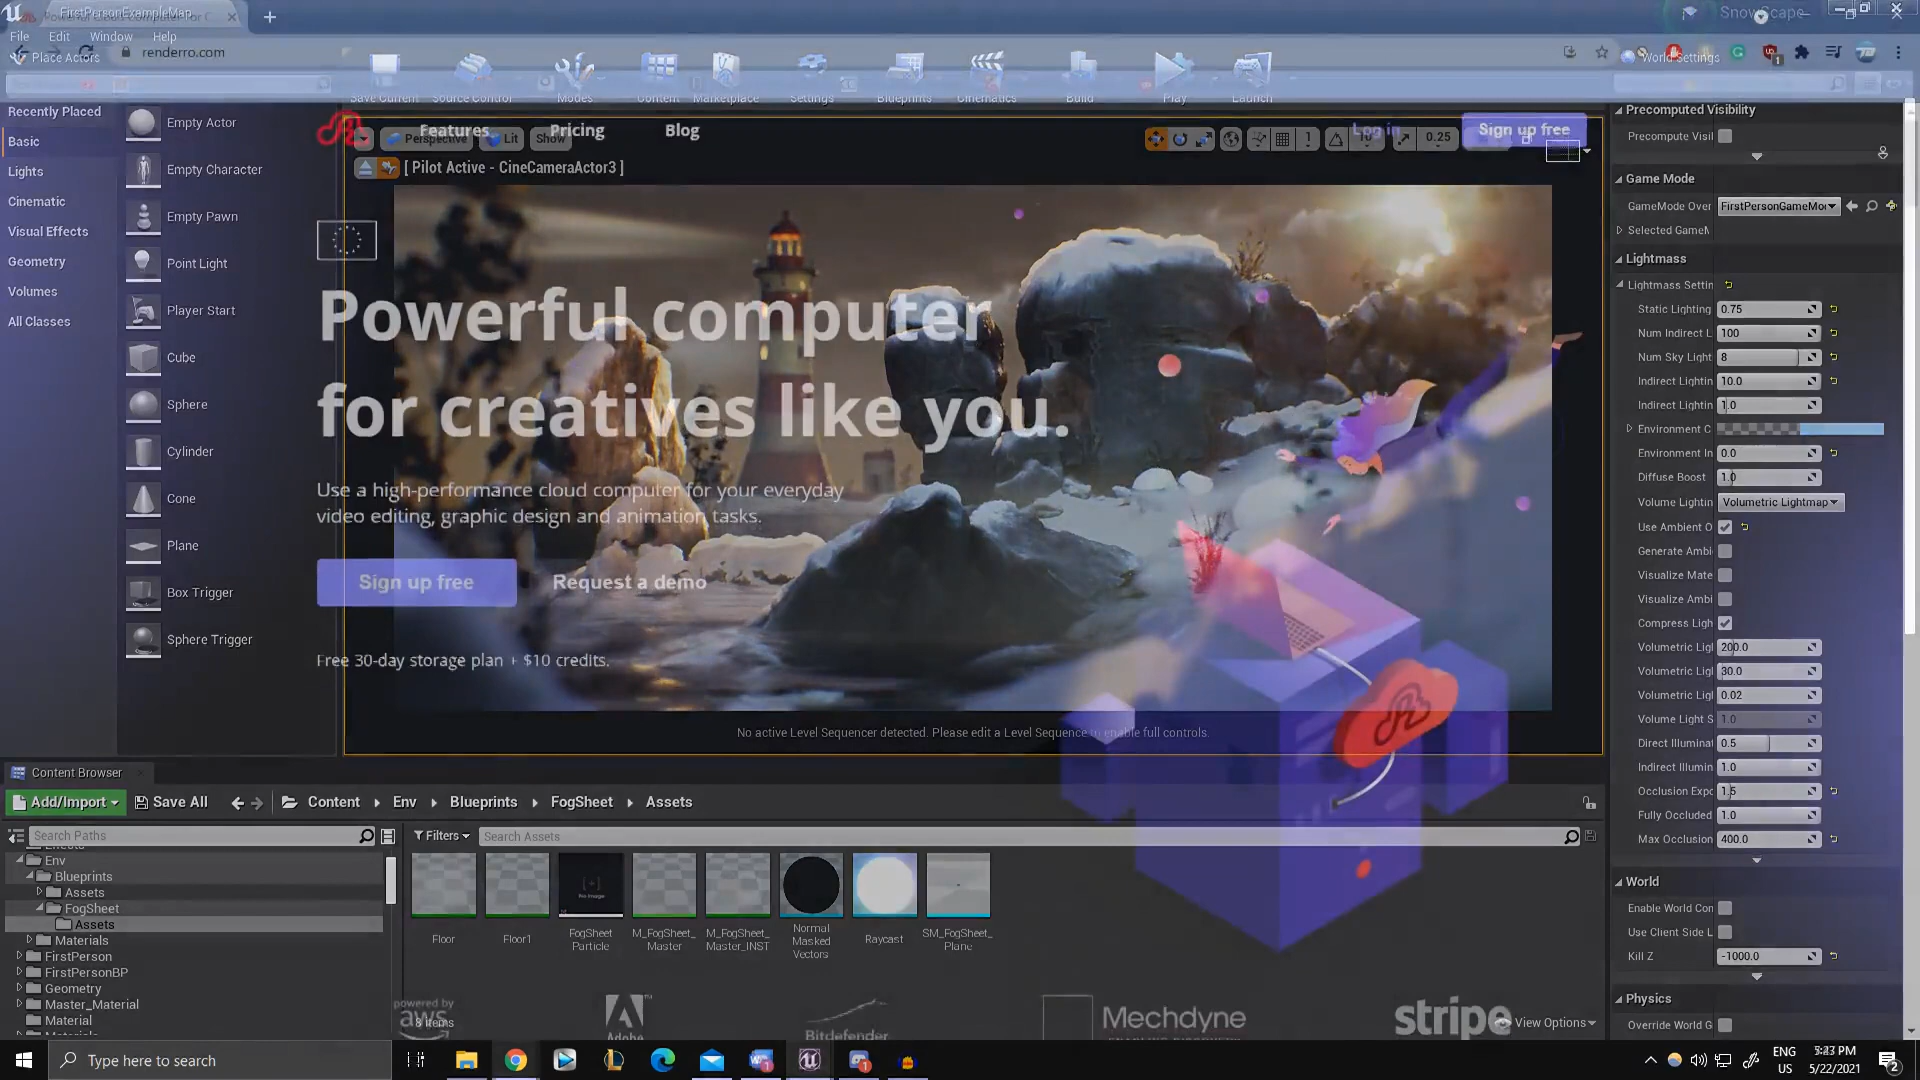 FirstPersonExampleMap
SnowScape
File Edit Window Help
renderro.com
Place Actors
World Settings
Save Current Source Control Modes Content Marketplace Settings Blueprints Cinematics Build Play Launch
Recently Placed
Basic
Lights
Cinematic
Visual Effects
Geometry
Volumes
All Classes
Empty Actor
Empty Character
Empty Pawn
Point Light
Player Start
Cube
Sphere
Cylinder
Cone
Plane
Box Trigger
Sphere Trigger
Features Pricing Blog Log in Sign up free
Perspective Lit Show
1 10 0.25
[ Pilot Active - CineCameraActor3 ]
Powerful computer
for creatives like you.
Use a high-performance cloud computer for your everyday
video editing, graphic design and animation tasks.
Sign up free Request a demo
Free 30-day storage plan + $10 credits.
No active Level Sequencer detected. Please edit a Level Sequence to enable full controls.
Precomputed Visibility
Precompute Visil
Game Mode
GameMode Over FirstPersonGameMod
Selected GameM
Lightmass
Lightmass Settin
Static Lighting 0.75
Num Indirect L 100
Num Sky Light 8
Indirect Lightin 10.0
Indirect Lightin 1.0
Environment C
Environment In 0.0
Diffuse Boost 1.0
Volume Lightin Volumetric Lightmap
Use Ambient O
Generate Ambi
Visualize Mate
Visualize Ambi
Compress Ligh
Volumetric Ligl 200.0
Volumetric Ligl 30.0
Volumetric Ligl 0.02
Volume Light S 1.0
Direct Illuminat 0.5
Indirect Illumin 1.0
Occlusion Expo 1.5
Fully Occluded 1.0
Max Occlusion 400.0
World
Enable World Con
Use Client Side L
Kill Z -1000.0
Physics
Override World G
Content Browser
Add/Import Save All Content Env Blueprints FogSheet Assets
Search Paths
Filters Search Assets
Env
Blueprints
Assets
FogSheet
Assets
Materials
FirstPerson
FirstPersonBP
Geometry
Master_Material
Material
Floor
Floor1
FogSheet
Particle
M_FogSheet_
Master
M_FogSheet_
Master_INST
Normal
Masked
Vectors
Raycast
SM_FogSheet_
Plane
No Image
powered by
aws
8 items
Adobe
Bitdefender
Mechdyne
stripe
View Options
Type here to search
ENG
US
PM
5/22/2021
2